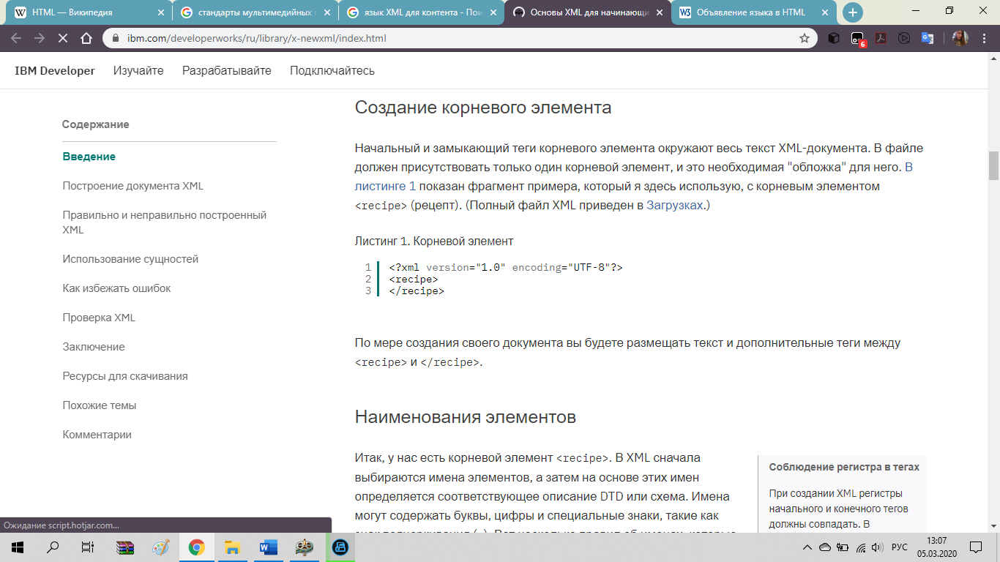 HTML — Википедия
стандарты мультимедийных
язык XML для контента - Пои
Основы XML для начинающи
Объявление языка в HTML
ibm.com/developerworks/ru/library/x-newxml/index.html
6
IBM Developer
Изучайте
Разрабатывайте
Подключайтесь
Содержание
Введение
Построение документа XML
Правильно и неправильно построенный
XML
Использование сущностей
Как избежать ошибок
Проверка XML
Заключение
Ресурсы для скачивания
Похожие темы
Комментарии
Создание корневого элемента
Начальный и замыкающий теги корневого элемента окружают весь текст XML-документа. В файле
должен присутствовать только один корневой элемент, и это необходимая "обложка" для него. В
листинге 1 показан фрагмент примера, который я здесь использую, с корневым элементом
<recipe> (рецепт). (Полный файл XML приведен в Загрузках.)
Листинг 1. Корневой элемент
1 <?xml version="1.0" encoding="UTF-8"?>
2 <recipe>
3 </recipe>
По мере создания своего документа вы будете размещать текст и дополнительные теги между
<recipe> и </recipe>.
Наименования элементов
Итак, у нас есть корневой элемент <recipe>. В XML сначала
выбираются имена элементов, а затем на основе этих имен
определяется соответствующее описание DTD или схема. Имена
могут содержать буквы, цифры и специальные знаки, такие как
Соблюдение регистра в тегах
При создании XML регистры
начального и конечного тегов
должны совпадать. В
Ожидание script.hotjar.com...
РУС
13:07
05.03.2020